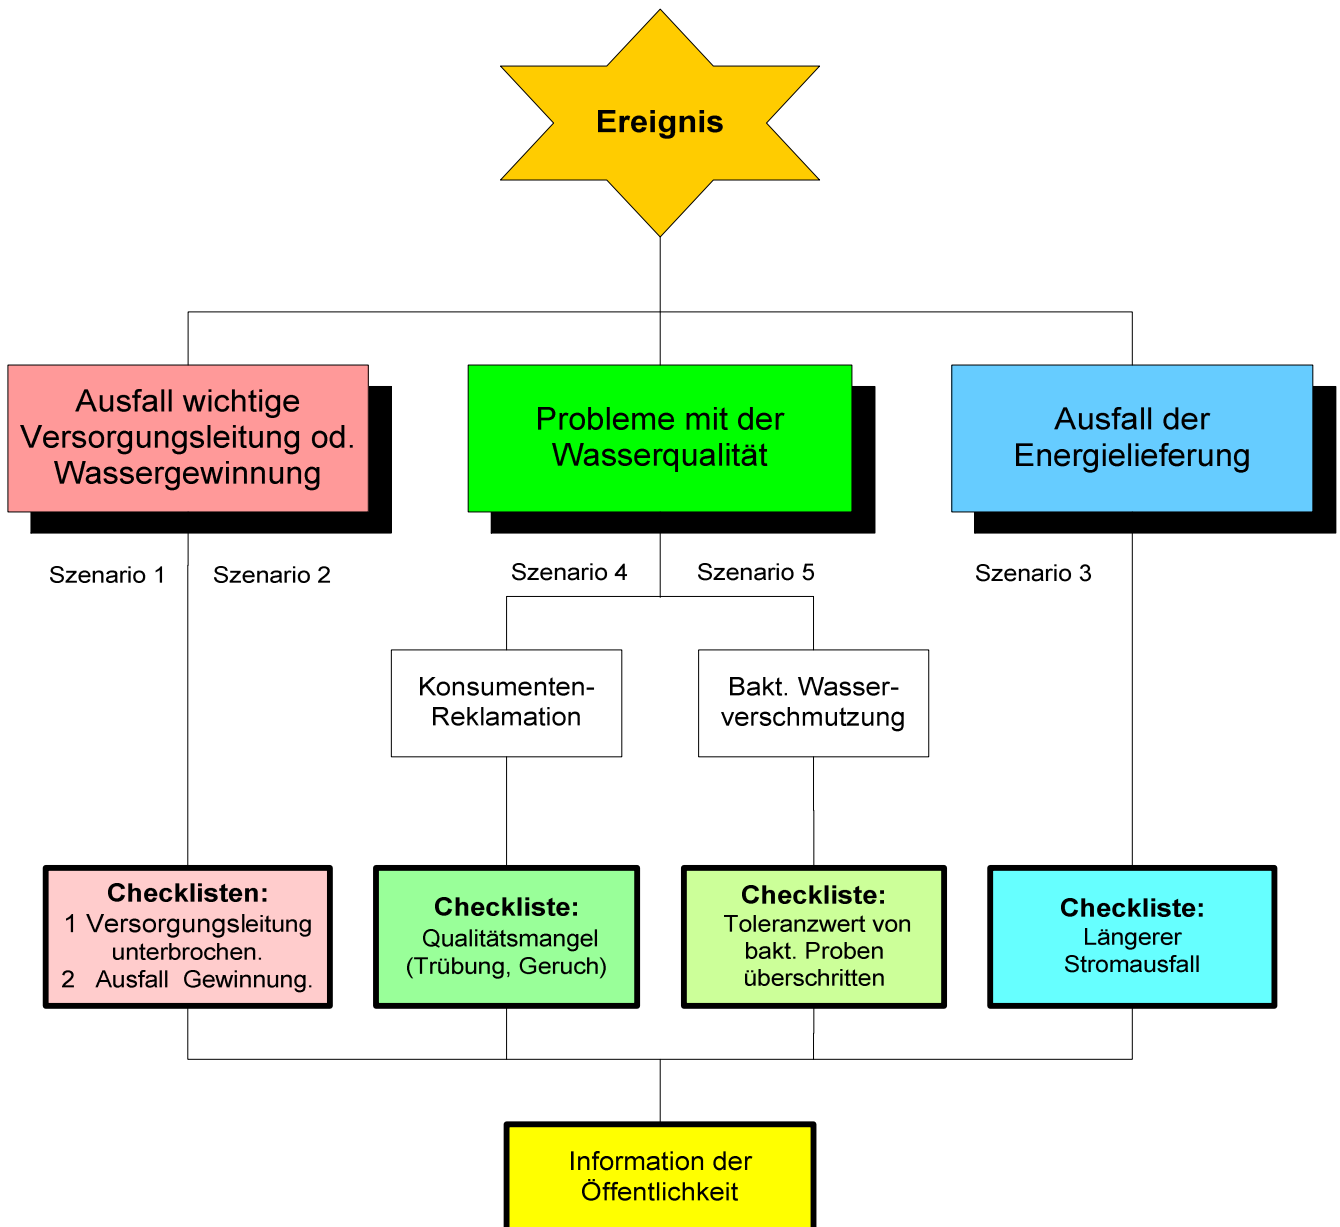 Ereignis
Ausfall wichtige
Versorgungsleitung od.
Wassergewinnung
Probleme mit der
Wasserqualität
Ausfall der
Energielieferung
Szenario 1
Szenario 2
Szenario 4
Szenario 5
Szenario 3
Konsumenten-
Reklamation
Bakt. Wasser-
verschmutzung
Checklisten:
1 Versorgungsleitung
unterbrochen.
2 Ausfall Gewinnung.
Checkliste:
Qualitätsmangel
(Trübung, Geruch)
Checkliste:
Toleranzwert von
bakt. Proben
überschritten
Checkliste:
Längerer
Stromausfall
Information der
Öffentlichkeit